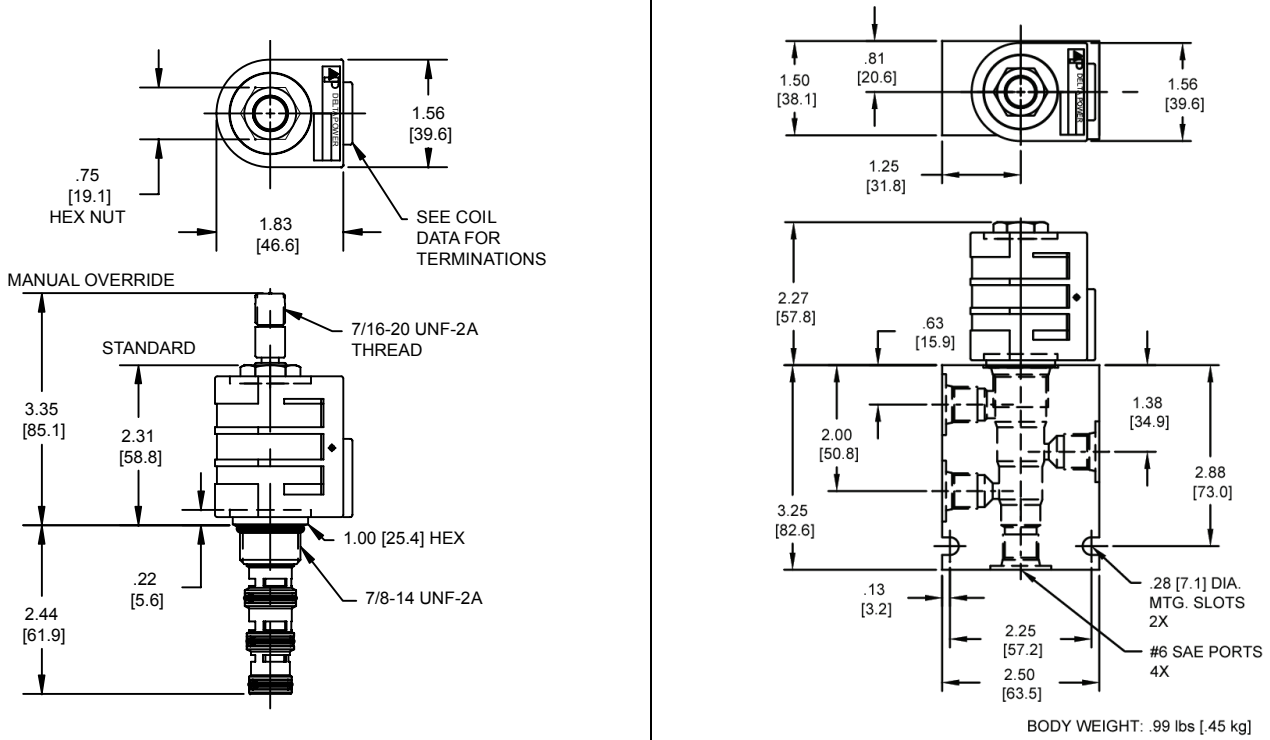 DELTA POWER
1.56
[39.6]
.75
[19.1]
HEX NUT
1.83
[46.6]
SEE COIL
DATA FOR
TERMINATIONS
MANUAL OVERRIDE
7/16-20 UNF-2A
THREAD
STANDARD
3.35
[85.1]
2.31
[58.8]
1.00 [25.4] HEX
.22
[5.6]
7/8-14 UNF-2A
2.44
[61.9]
.81
[20.6]
1.50
[38.1]
DELTA POWER
1.56
[39.6]
1.25
[31.8]
2.27
[57.8]
.63
[15.9]
1.38
[34.9]
2.00
[50.8]
2.88
[73.0]
3.25
[82.6]
.28 [7.1] DIA.
MTG. SLOTS
2X
.13
[3.2]
2.25
[57.2]
#6 SAE PORTS
4X
2.50
[63.5]
BODY WEIGHT: .99 lbs [.45 kg]